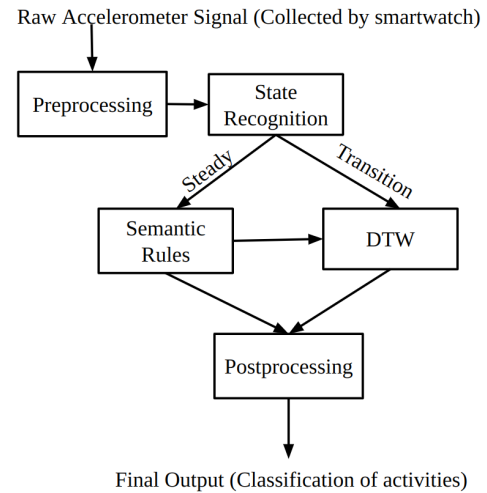 Raw Accelerometer Signal (Collected by smartwatch)
Preprocessing
State
Recognition
Steady
Transition
Semantic
Rules
DTW
Postprocessing
Final Output (Classification of activities)